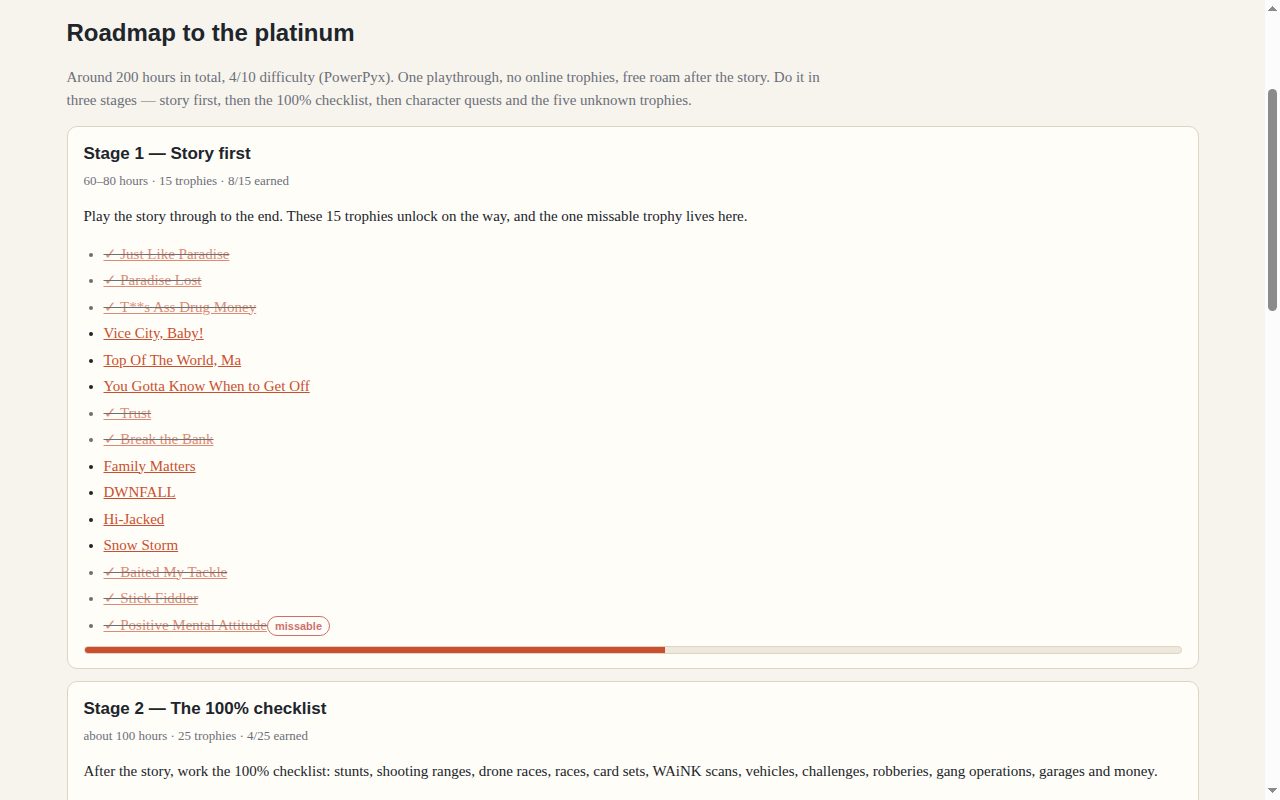 Roadmap to the platinum
Around 200 hours in total, 4/10 difficulty (PowerPyx). One playthrough, no online trophies, free roam after the story. Do it in
three stages — story first, then the 100% checklist, then character quests and the five unknown trophies.
Stage 1 — Story first
60–80 hours · 15 trophies · 8/15 earned
Play the story through to the end. These 15 trophies unlock on the way, and the one missable trophy lives here.
• ✓ Just Like Paradise
• ✓ Paradise Lost
• ✓ T**s Ass Drug Money
• Vice City, Baby!
• Top Of The World, Ma
• You Gotta Know When to Get Off
• ✓ Trust
• ✓ Break the Bank
• Family Matters
• DWNFALL
• Hi-Jacked
• Snow Storm
• ✓ Baited My Tackle
• ✓ Stick Fiddler
• ✓ Positive Mental Attitude missable
Stage 2 — The 100% checklist
about 100 hours · 25 trophies · 4/25 earned
After the story, work the 100% checklist: stunts, shooting ranges, drone races, races, card sets, WAiNK scans, vehicles, challenges, robberies, gang operations, garages and money.